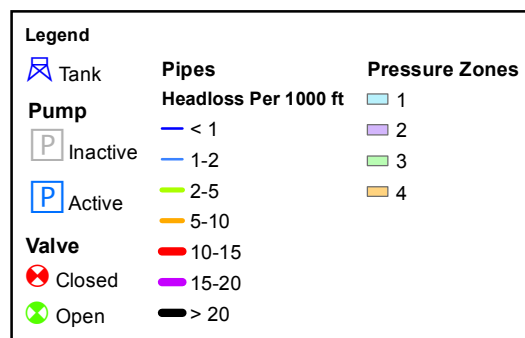 Legend
Tank
Pump
P Inactive
P Active
Valve
Closed
Open
Pipes
Headloss Per 1000 ft
< 1
1-2
2-5
5-10
10-15
15-20
> 20
Pressure Zones
1
2
3
4